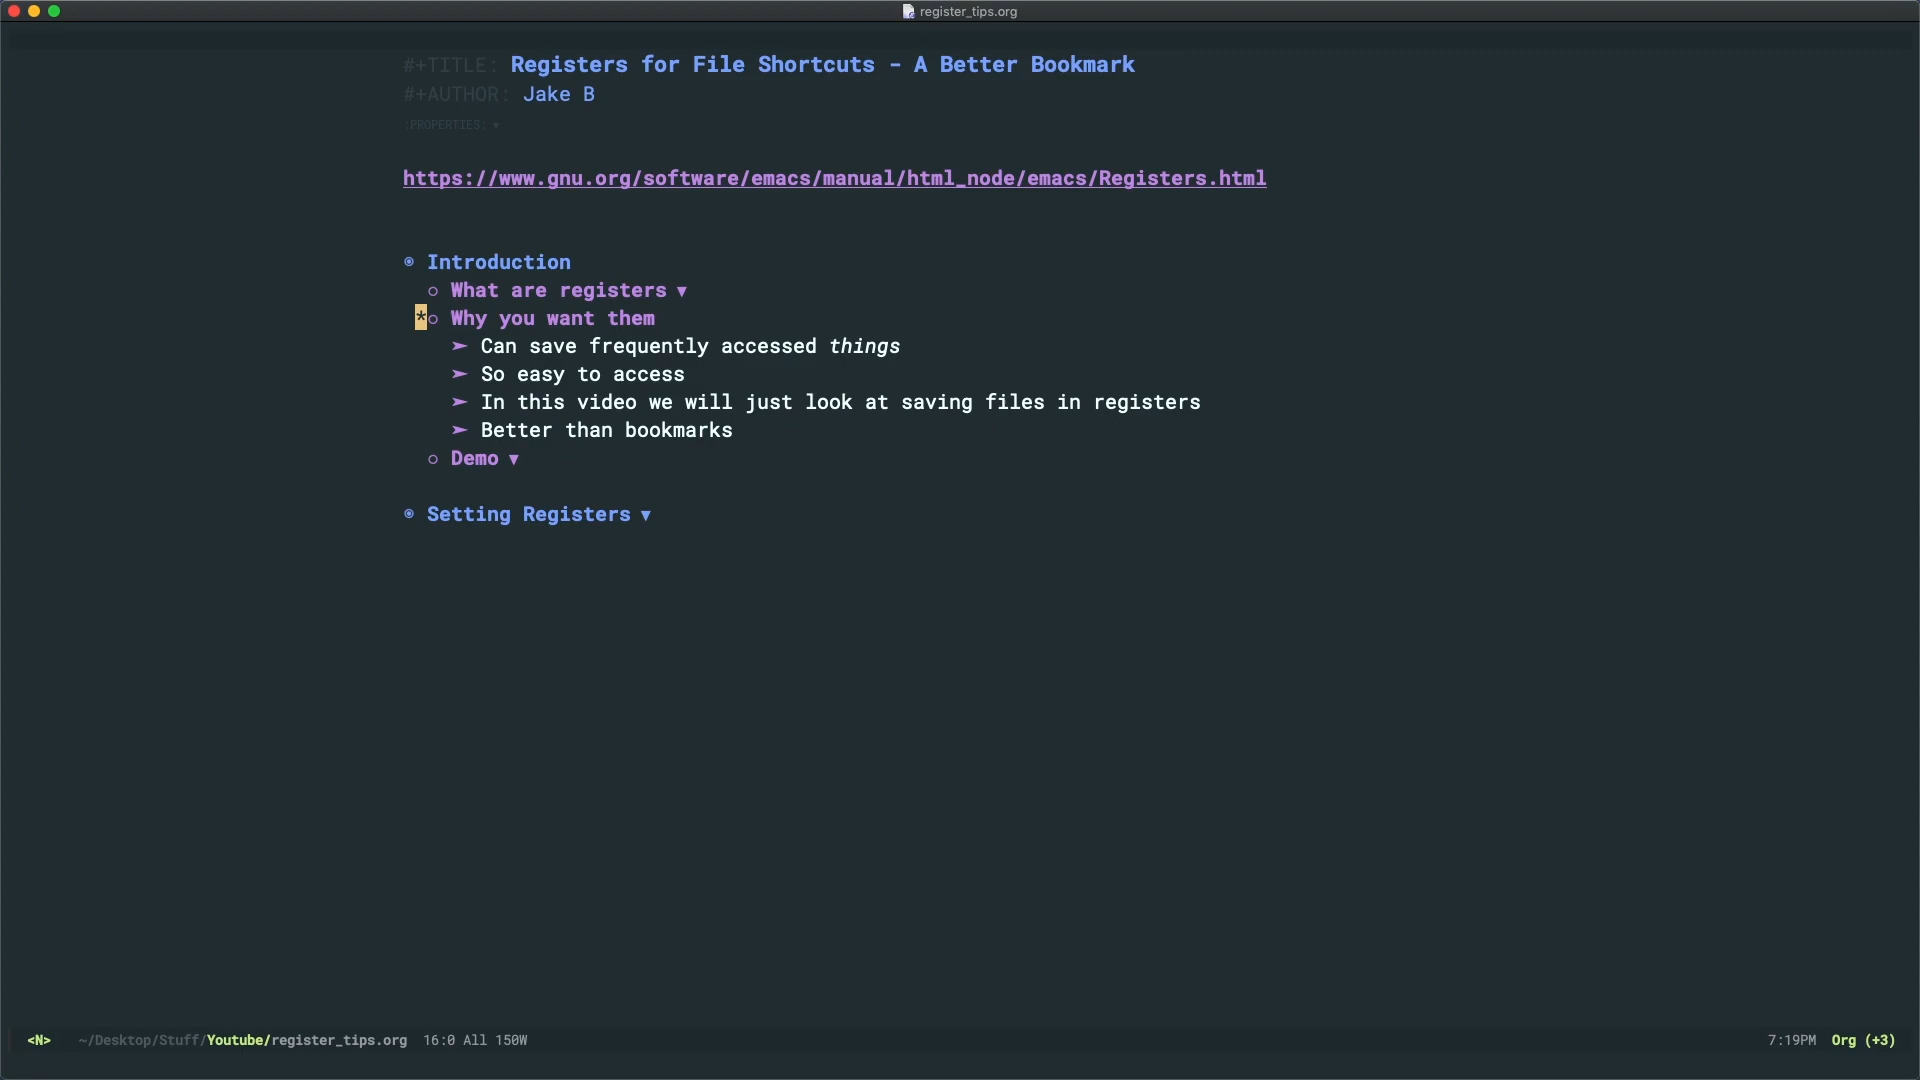 register_tips.org
#+TITLE: Registers for File Shortcuts - A Better Bookmark
#+AUTHOR: Jake B
:PROPERTIES: ▾
https://www.gnu.org/software/emacs/manual/html_node/emacs/Registers.html
◉ Introduction
○ What are registers ▼
*○ Why you want them
➤ Can save frequently accessed things
➤ So easy to access
➤ In this video we will just look at saving files in registers
➤ Better than bookmarks
○ Demo ▼
◉ Setting Registers ▼
<N> ~/Desktop/Stuff/Youtube/register_tips.org 16:0 All 150W 7:19PM Org (+3)